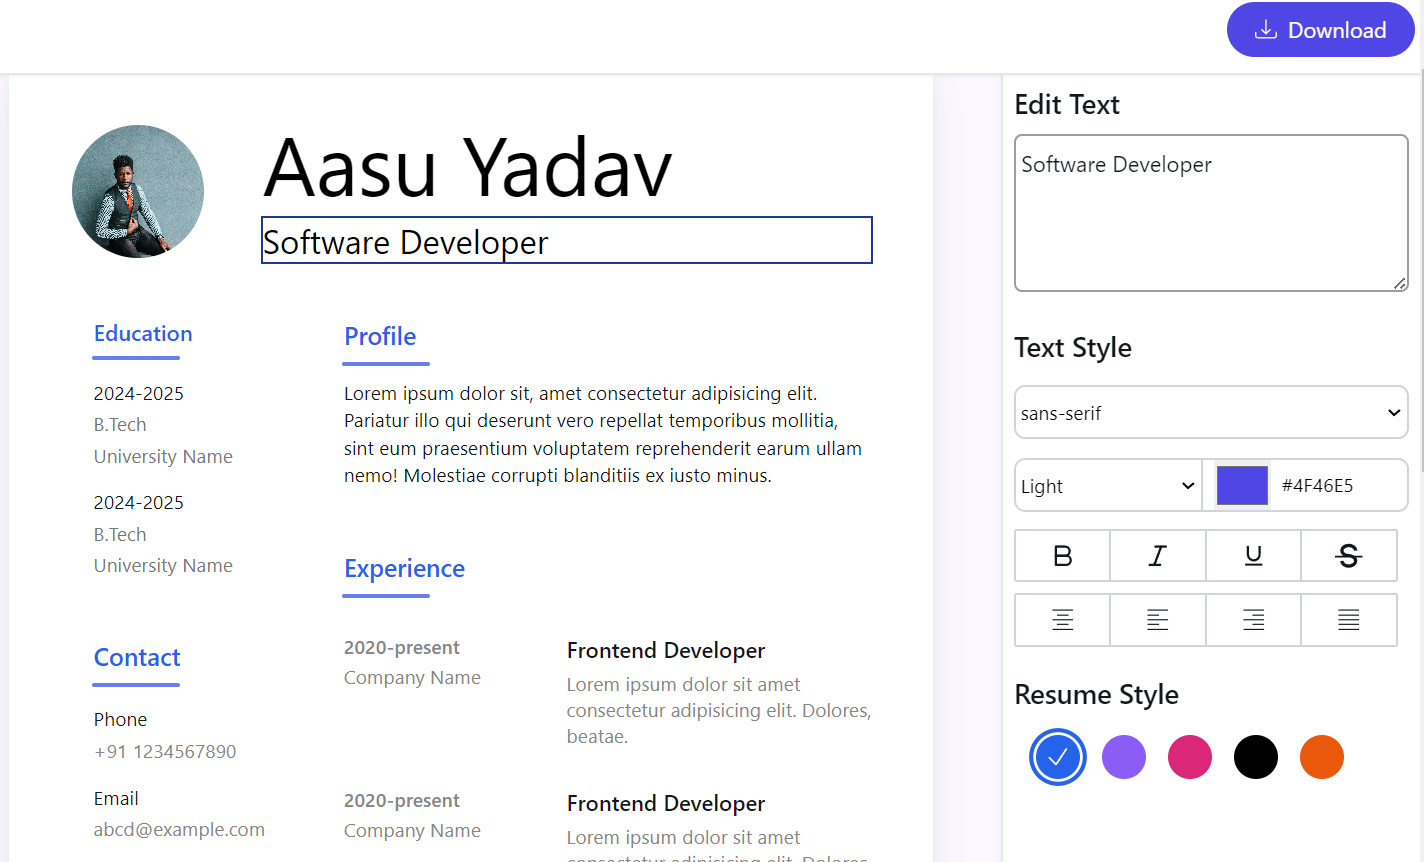 Download
Aasu Yadav
Software Developer
Education
2024-2025
B.Tech
University Name
2024-2025
B.Tech
University Name
Contact
Phone
+91 1234567890
Email
abcd@example.com
Profile
Lorem ipsum dolor sit, amet consectetur adipisicing elit.
Pariatur illo qui deserunt vero repellat temporibus mollitia,
sint eum praesentium voluptatem reprehenderit earum ullam
nemo! Molestiae corrupti blanditiis ex iusto minus.
Experience
2020-present
Company Name
Frontend Developer
Lorem ipsum dolor sit amet
consectetur adipisicing elit. Dolores,
beatae.
2020-present
Company Name
Frontend Developer
Lorem ipsum dolor sit amet
consectetur adipisicing elit. Dolores,
Edit Text
Software Developer
Text Style
sans-serif
Light
#4F46E5
B I U S
Resume Style